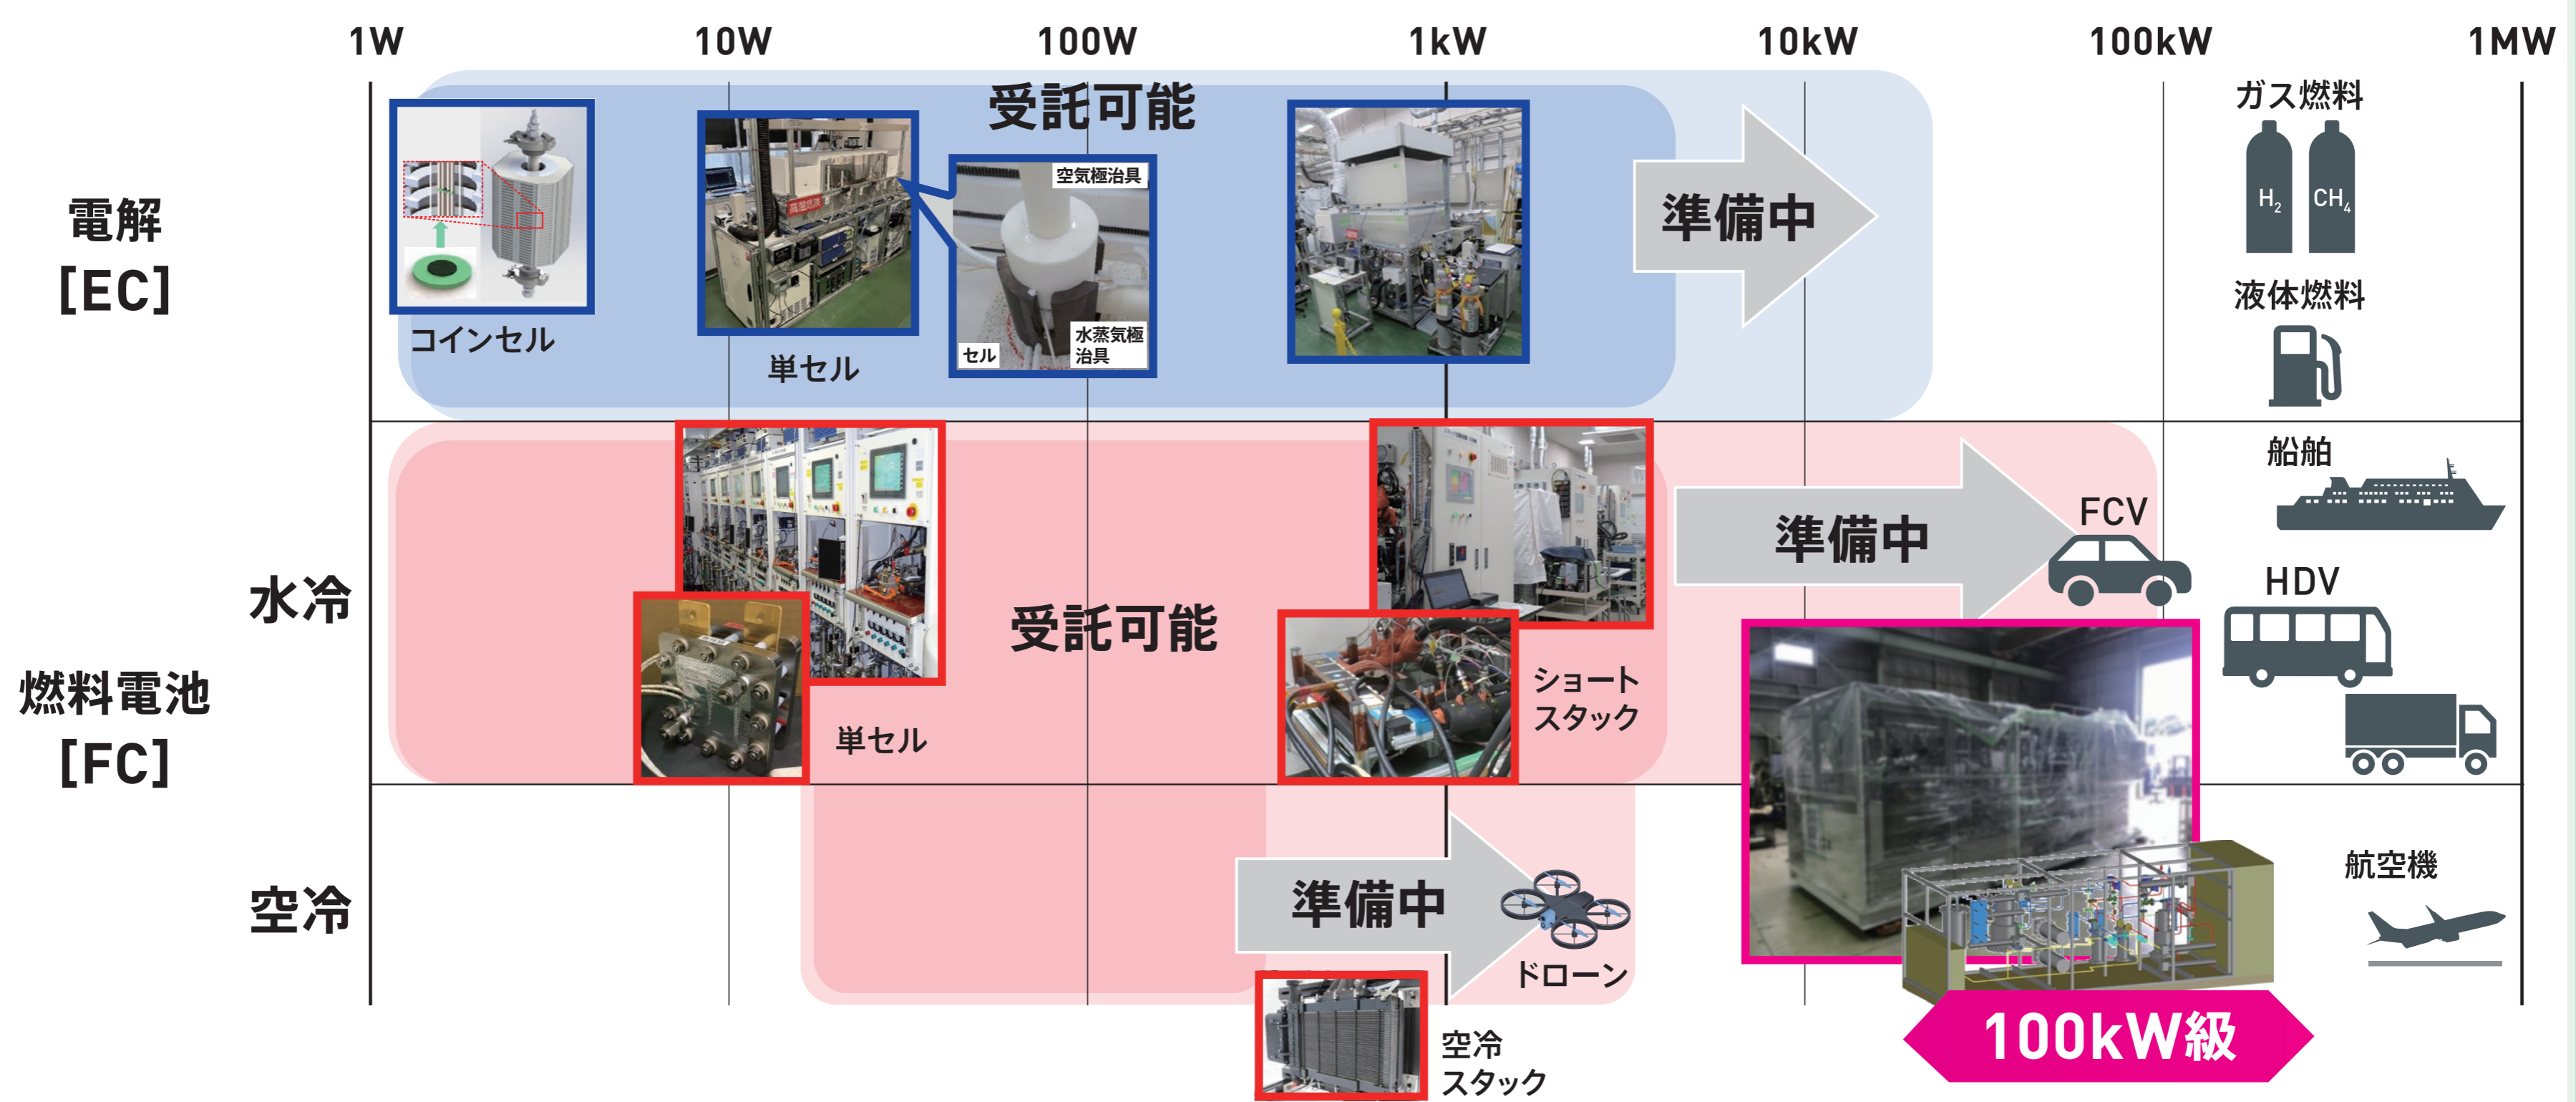 1W
10W
100W
1kW
10kW
100kW
1MW
電解
[EC]
受託可能
コインセル
高温危険
単セル
空気極治具
セル
水蒸気極
治具
準備中
ガス燃料
H₂
CH₄
液体燃料
燃料電池
[FC]
水冷
単セル
受託可能
ショート
スタック
準備中
FCV
船舶
HDV
空冷
準備中
ドローン
空冷
スタック
100kW級
航空機